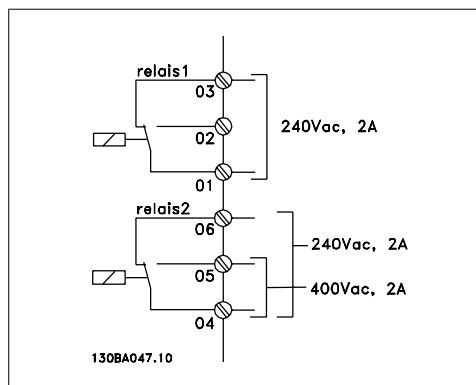 relais1
03
02
01
240Vac, 2A
relais2
06
05
04
240Vac, 2A
400Vac, 2A
130BA047.10